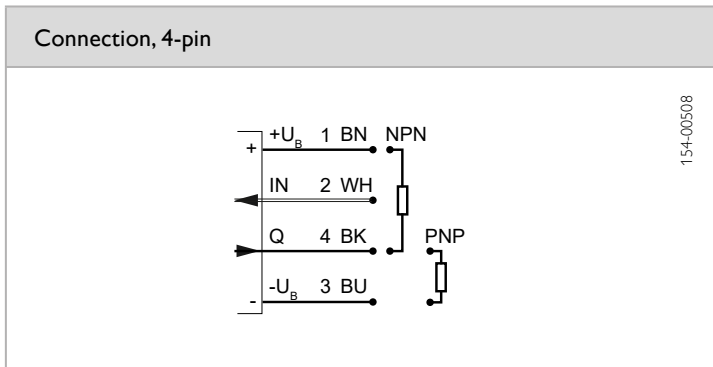 Connection, 4-pin
154-00508
+ +U_B 1 BN NPN
IN 2 WH
Q 4 BK PNP
- -U_B 3 BU